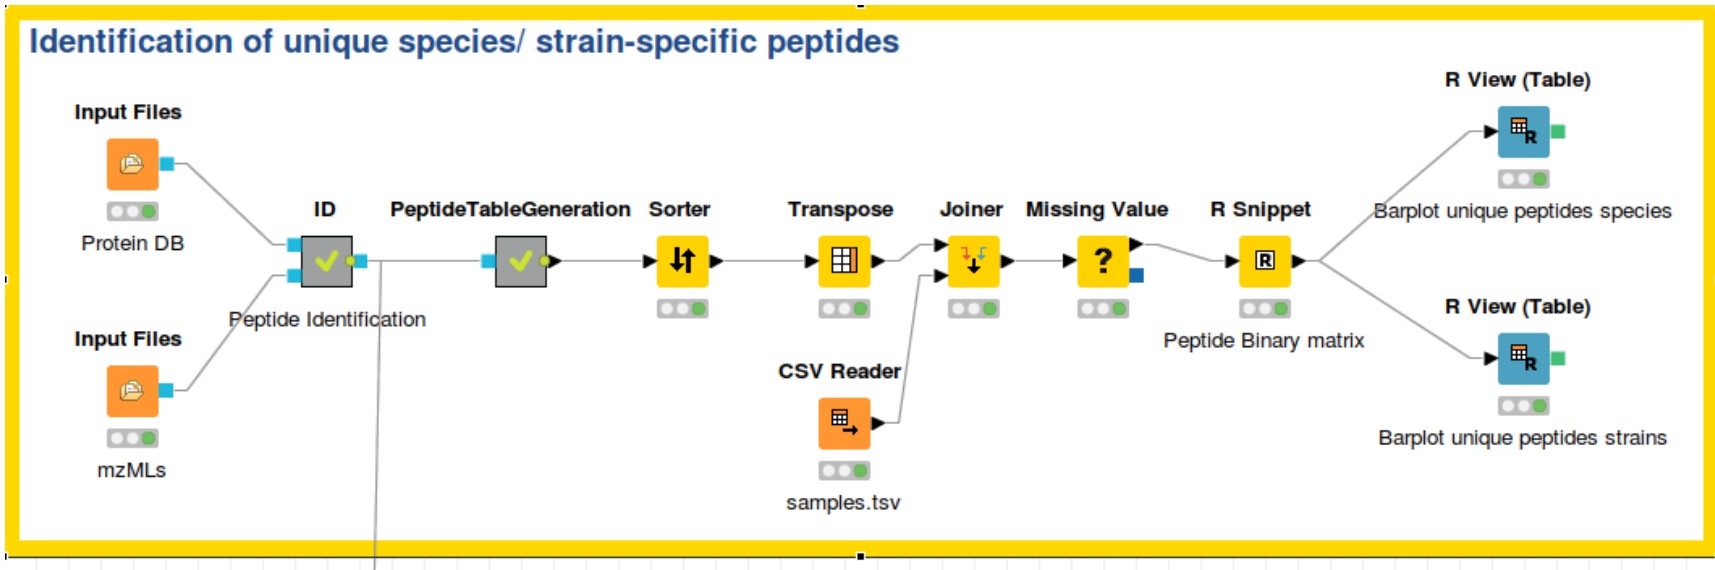 Identification of unique species/ strain-specific peptides
Input Files
Protein DB
Input Files
mzMLs
ID
Peptide Identification
PeptideTableGeneration
Sorter
Transpose
CSV Reader
samples.tsv
Joiner
Missing Value
?
R Snippet
R
Peptide Binary matrix
R View (Table)
R
Barplot unique peptides species
R View (Table)
R
Barplot unique peptides strains